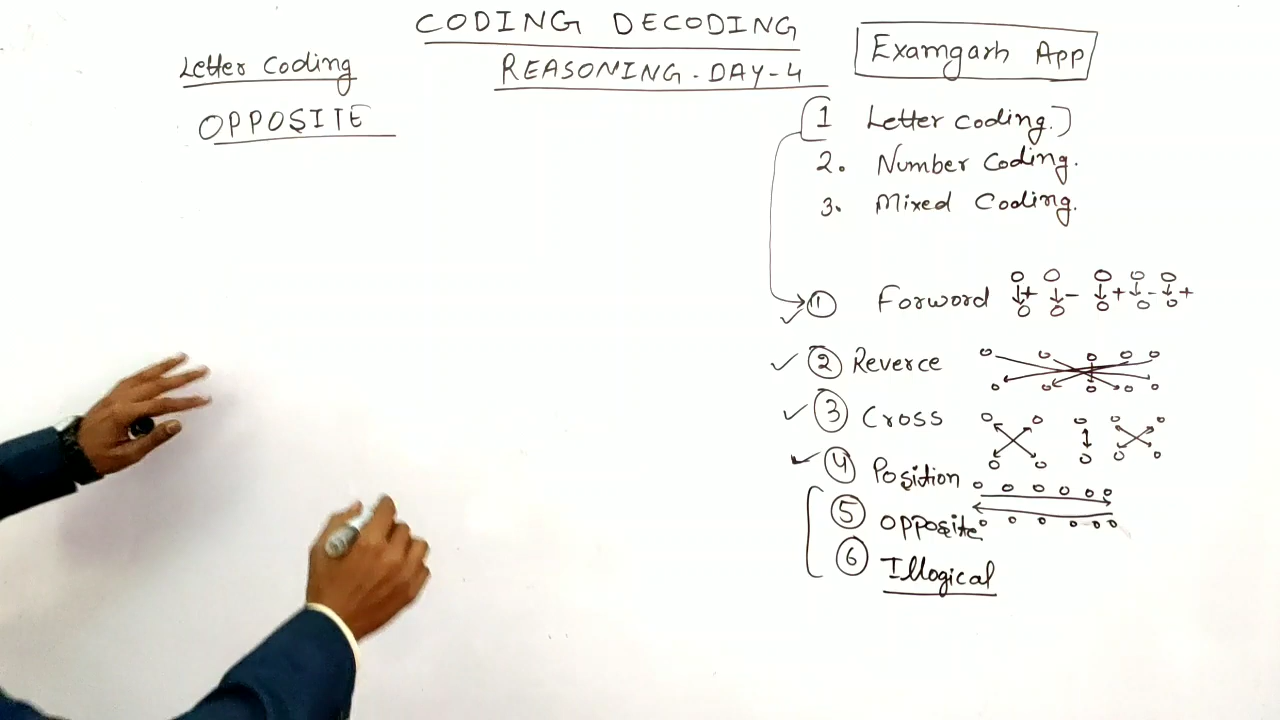 CODING DECODING
REASONING. DAY-4
Examgarh App
Letter Coding
OPPOSITE
1 Letter Coding.
2. Number Coding.
3. Mixed Coding.
1 Forword + - + - +
2 Reverce
3 Cross
4 Position
5 Opposite
6 Illogical